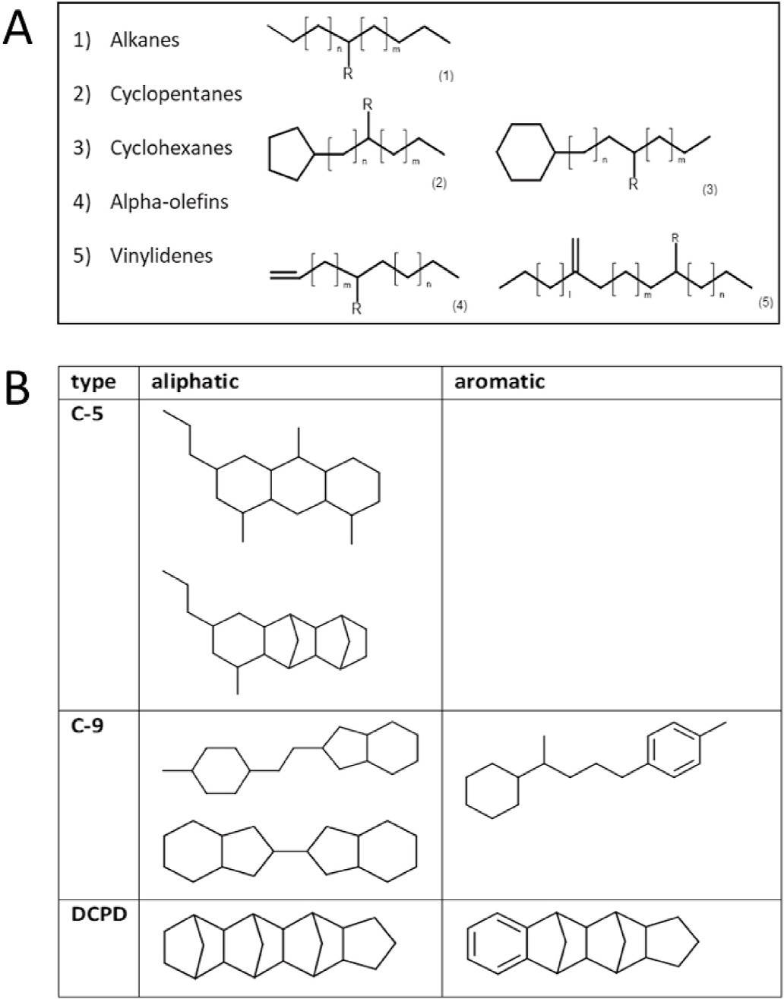 A
1) Alkanes
n
m
R
(1)
2) Cyclopentanes
R
n
m
(2)
3) Cyclohexanes
n
m
R
(3)
4) Alpha-olefins
m
n
R
(4)
5) Vinylidenes
R
l
m
n
(5)
B
type aliphatic aromatic
C-5
C-9
DCPD